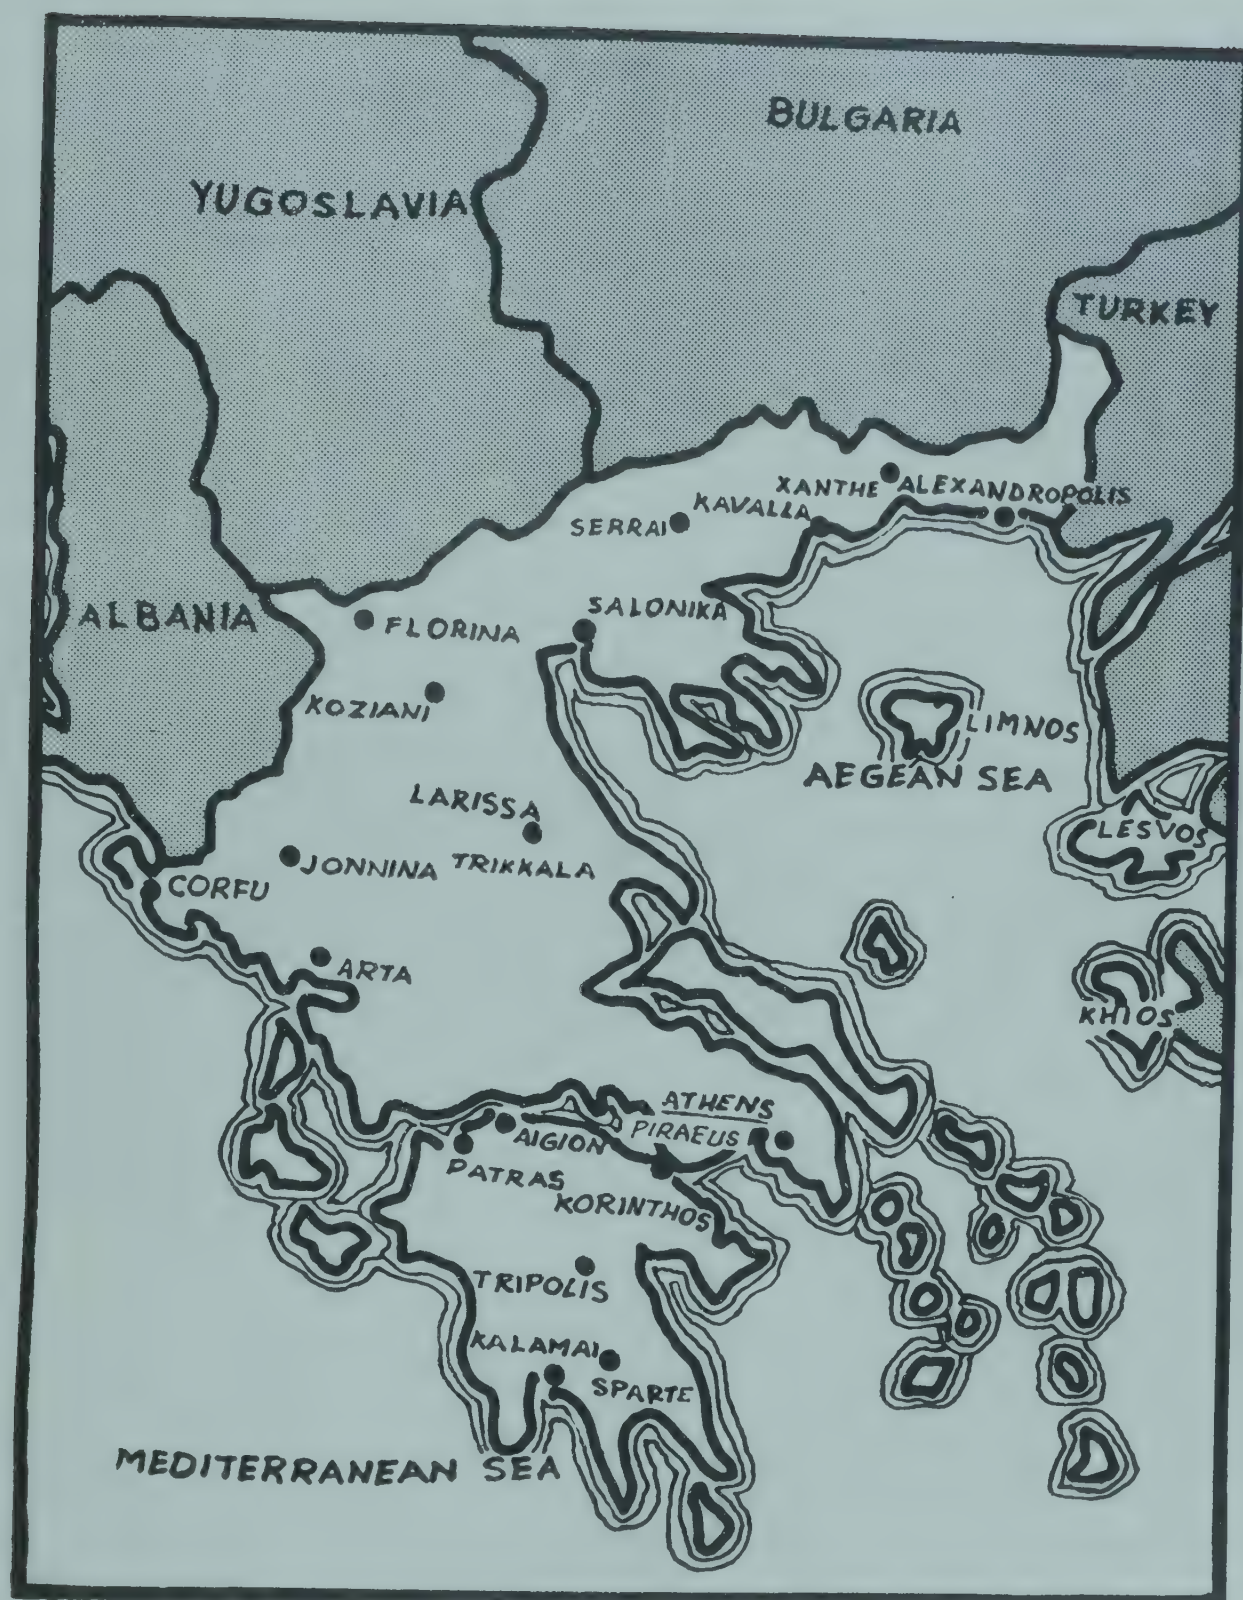 BULGARIA
YUGOSLAVIA
TURKEY
XANTHE
ALEXANDROPOLIS
KAVALLA
SERRAI
SALONIKA
ALBANIA
FLORINA
KOZIANI
LIMNOS
AEGEAN SEA
LARISSA
LESVOS
JONNINA
TRIKKALA
CORFU
ARTA
KHIOS
ATHENS
PIRAEUS
AIGION
PATRAS
KORINTHOS
TRIPOLIS
KALAMAI
SPARTE
MEDITERRANEAN SEA